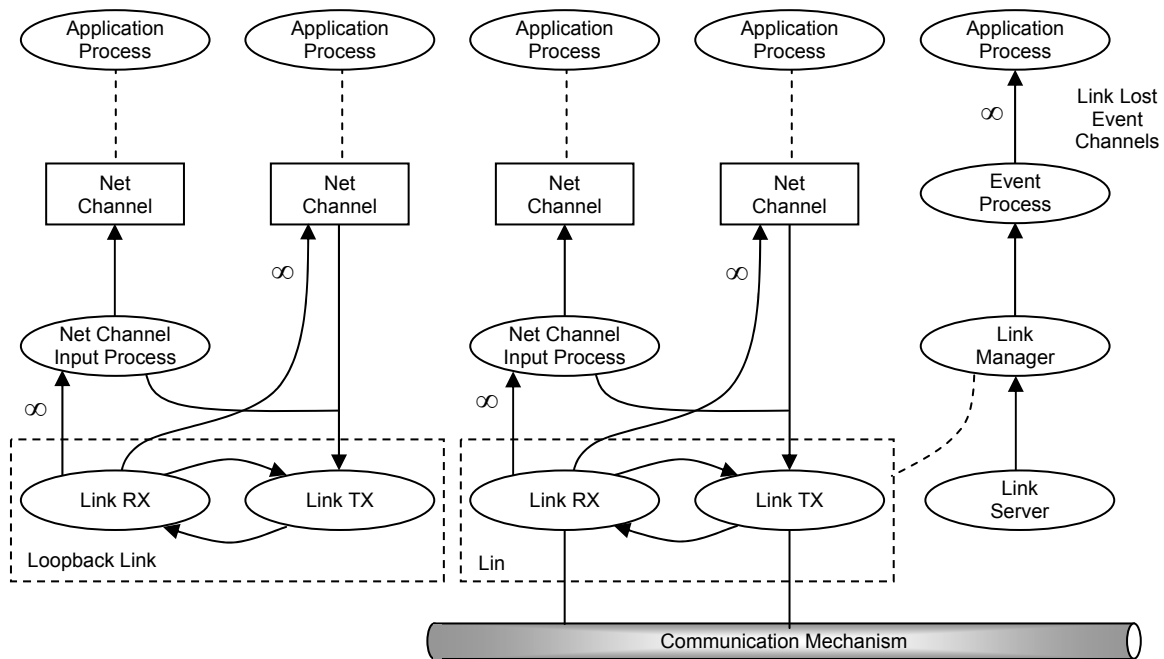 Application
Process
Application
Process
Application
Process
Application
Process
Application
Process
∞
Link Lost
Event
Channels
Net
Channel
Net
Channel
Net
Channel
Net
Channel
Event
Process
∞
∞
Net Channel
Input Process
Net Channel
Input Process
Link
Manager
∞
∞
Link RX
Link TX
Link RX
Link TX
Link
Server
Loopback Link
Lin
Communication Mechanism